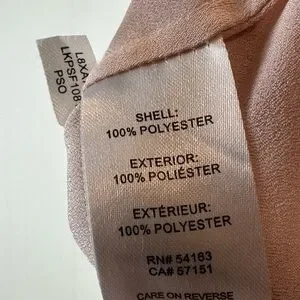 L8XA
LKPSF108
PSO
SHELL:
100% POLYESTER
EXTERIOR:
100% POLIÉSTER
EXTÉRIEUR:
100% POLYESTER
RN# 54163
CA# 57151
CARE ON REVERSE